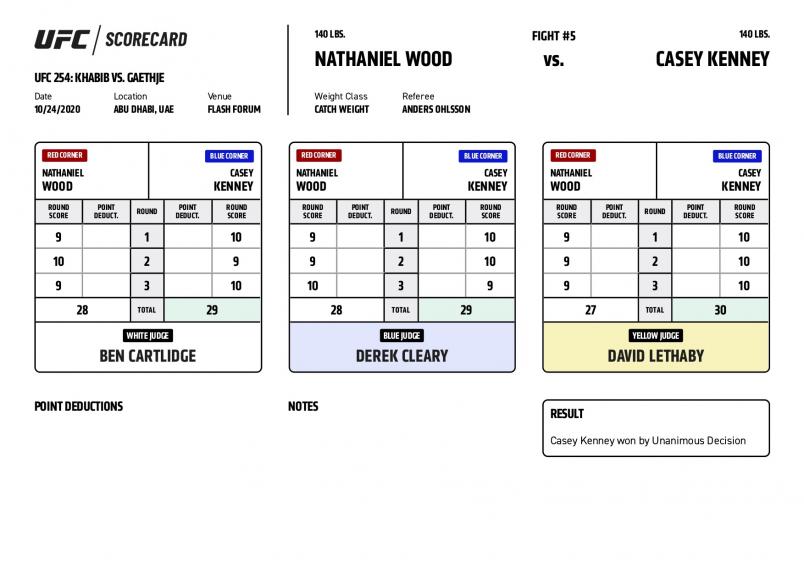 UFC / SCORECARD
UFC 254: KHABIB VS. GAETHJE
Date Location Venue
10/24/2020 ABU DHABI, UAE FLASH FORUM
140 LBS. FIGHT #5 140 LBS.
NATHANIEL WOOD VS. CASEY KENNEY
Weight Class Referee
CATCH WEIGHT ANDERS OHLSSON
RED CORNER BLUE CORNER
NATHANIEL CASEY
WOOD KENNEY
ROUND SCORE POINT DEDUCT. ROUND POINT DEDUCT. ROUND SCORE
9 1 10
10 2 9
9 3 10
28 TOTAL 29
WHITE JUDGE
BEN CARTLIDGE
RED CORNER BLUE CORNER
NATHANIEL CASEY
WOOD KENNEY
ROUND SCORE POINT DEDUCT. ROUND POINT DEDUCT. ROUND SCORE
9 1 10
9 2 10
10 3 9
28 TOTAL 29
BLUE JUDGE
DEREK CLEARY
RED CORNER BLUE CORNER
NATHANIEL CASEY
WOOD KENNEY
ROUND SCORE POINT DEDUCT. ROUND POINT DEDUCT. ROUND SCORE
9 1 10
9 2 10
9 3 10
27 TOTAL 30
YELLOW JUDGE
DAVID LETHABY
POINT DEDUCTIONS
NOTES
RESULT
Casey Kenney won by Unanimous Decision